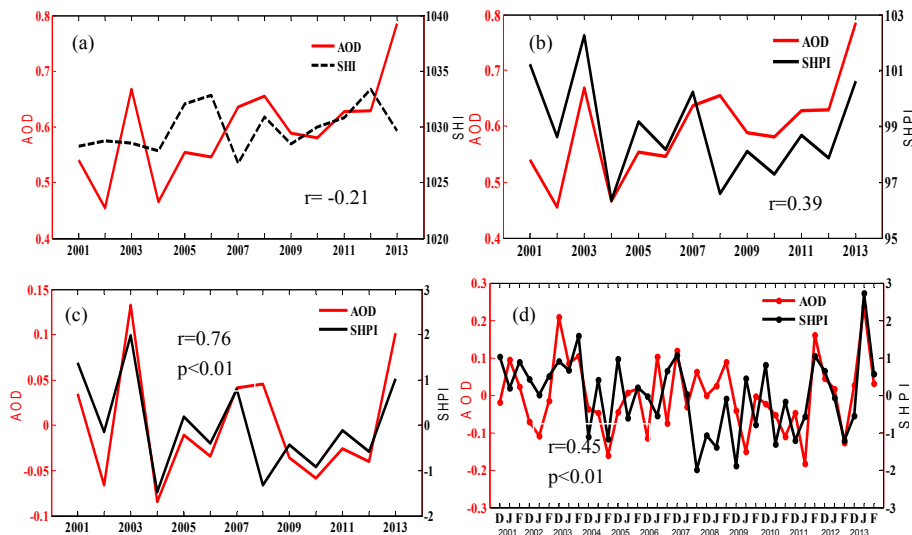 (a)
AOD
SHI
r= -0.21
0.8
0.7
0.6
0.5
0.4
AOD
1040
1035
1030
1025
1020
SHI
2001 2003 2005 2007 2009 2011 2013
(b)
AOD
SHPI
r=0.39
0.8
0.7
0.6
0.5
0.4
AOD
103
101
99
97
95
SHPI
2001 2003 2005 2007 2009 2011 2013
(c)
AOD
SHPI
r=0.76
p<0.01
0.15
0.1
0.05
0
-0.05
-0.1
AOD
3
2
1
0
-1
-2
SHPI
2001 2003 2005 2007 2009 2011 2013
(d)
AOD
SHPI
r=0.45
p<0.01
0.3
0.2
0.1
0
-0.1
-0.2
-0.3
AOD
3
2
1
0
-1
-2
-3
SHPI
D J F D J F D J F D J F D J F D J F D J F D J F D J F D J F D J F D J F D J F
2001 2002 2003 2004 2005 2006 2007 2008 2009 2010 2011 2012 2013